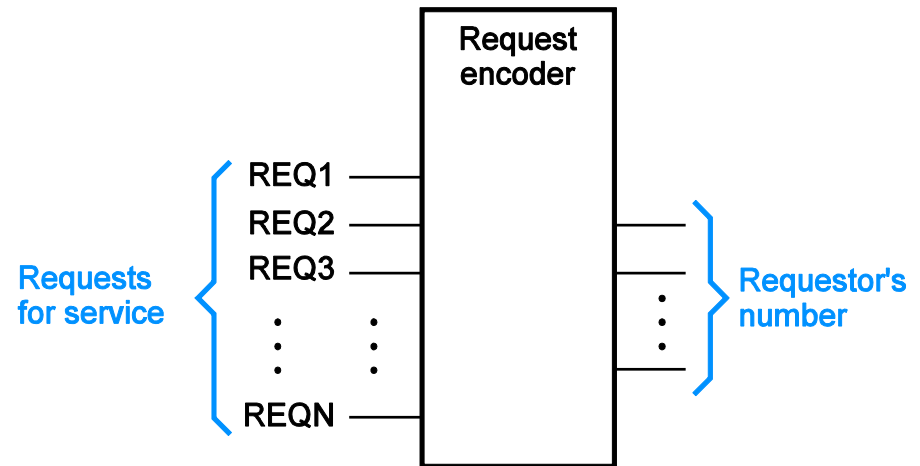 Request
encoder
REQ1
REQ2
REQ3
REQN
Requests
for service
Requestor's
number